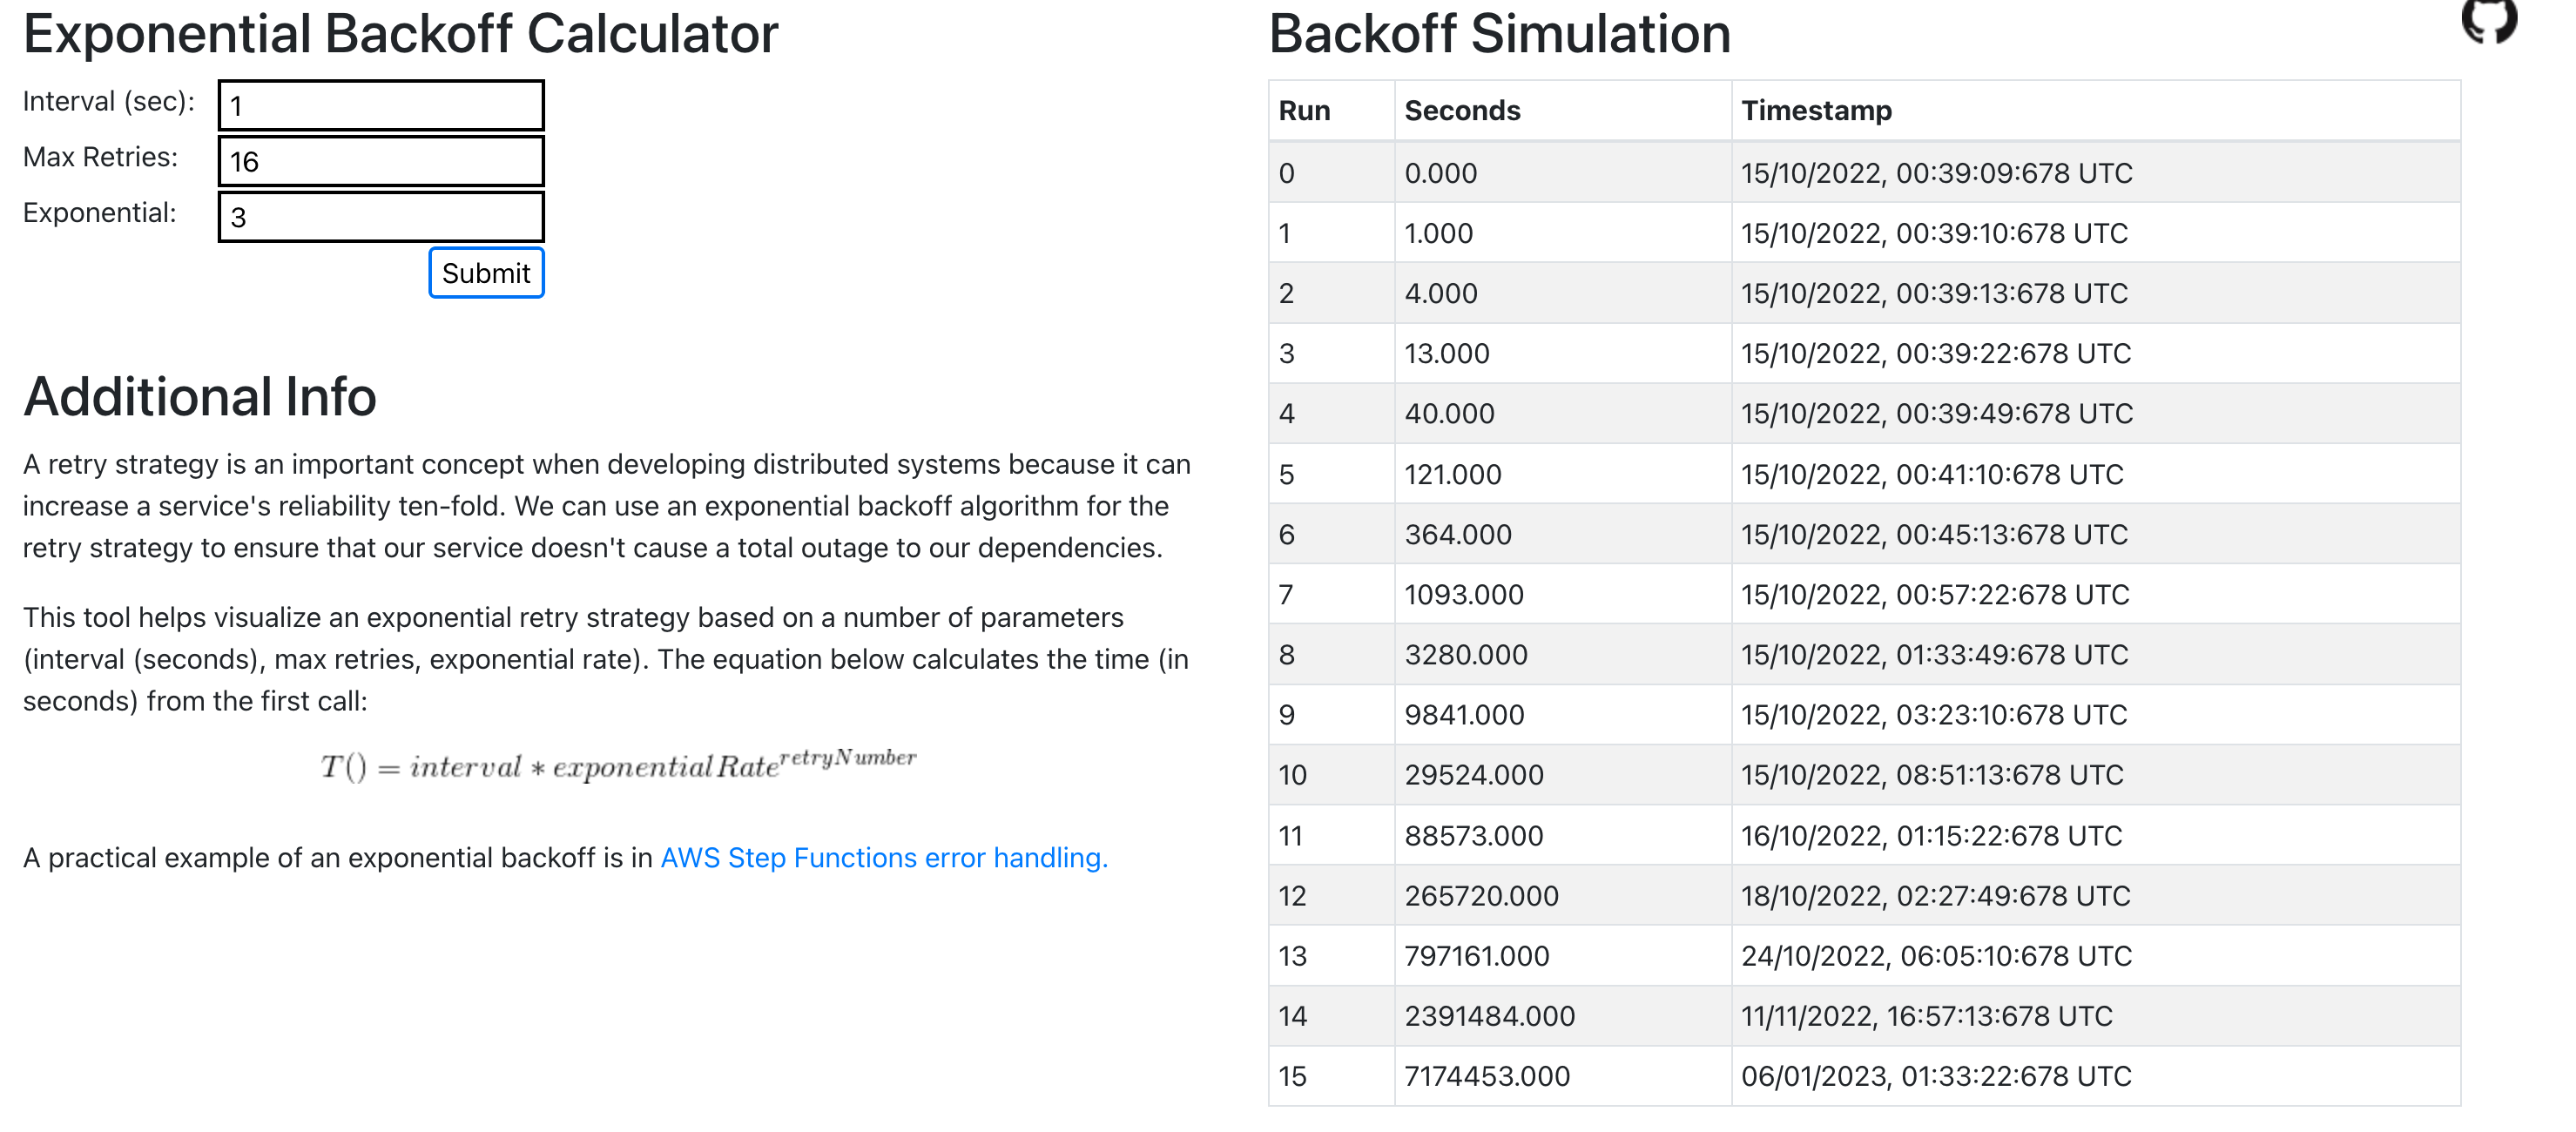 Exponential Backoff Calculator
Interval (sec): 1
Max Retries: 16
Exponential: 3
Submit
Additional Info
A retry strategy is an important concept when developing distributed systems because it can
increase a service's reliability ten-fold. We can use an exponential backoff algorithm for the
retry strategy to ensure that our service doesn't cause a total outage to our dependencies.
This tool helps visualize an exponential retry strategy based on a number of parameters
(interval (seconds), max retries, exponential rate). The equation below calculates the time (in
seconds) from the first call:
T() = interval * exponentialRate^retryNumber
A practical example of an exponential backoff is in AWS Step Functions error handling.
Backoff Simulation
Run Seconds Timestamp
0 0.000 15/10/2022, 00:39:09:678 UTC
1 1.000 15/10/2022, 00:39:10:678 UTC
2 4.000 15/10/2022, 00:39:13:678 UTC
3 13.000 15/10/2022, 00:39:22:678 UTC
4 40.000 15/10/2022, 00:39:49:678 UTC
5 121.000 15/10/2022, 00:41:10:678 UTC
6 364.000 15/10/2022, 00:45:13:678 UTC
7 1093.000 15/10/2022, 00:57:22:678 UTC
8 3280.000 15/10/2022, 01:33:49:678 UTC
9 9841.000 15/10/2022, 03:23:10:678 UTC
10 29524.000 15/10/2022, 08:51:13:678 UTC
11 88573.000 16/10/2022, 01:15:22:678 UTC
12 265720.000 18/10/2022, 02:27:49:678 UTC
13 797161.000 24/10/2022, 06:05:10:678 UTC
14 2391484.000 11/11/2022, 16:57:13:678 UTC
15 7174453.000 06/01/2023, 01:33:22:678 UTC